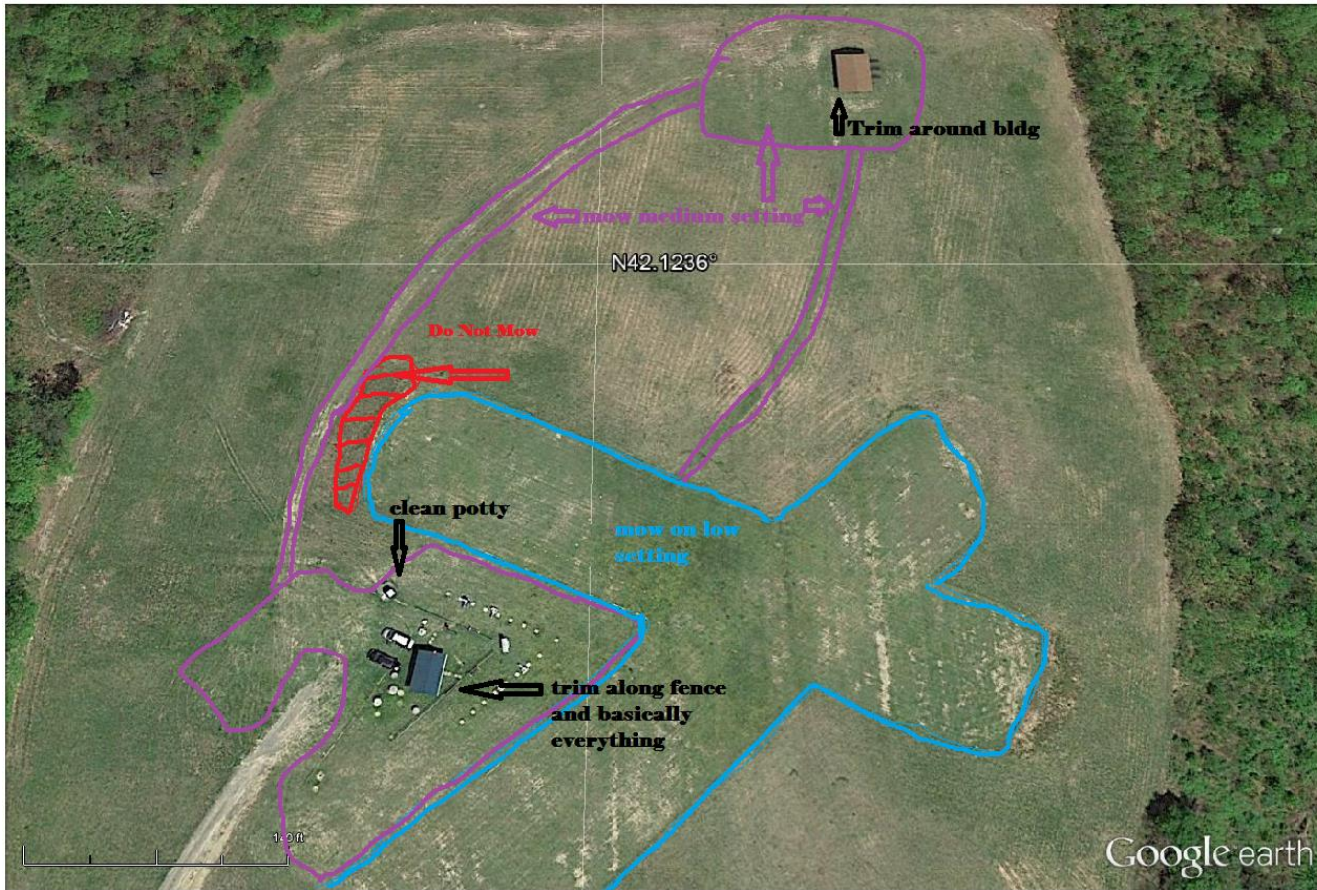 Trim around bldg
mow medium setting
N42.1236°
Do Not Mow
clean potty
mow on low
setting
trim along fence
and basically
everything
Google earth